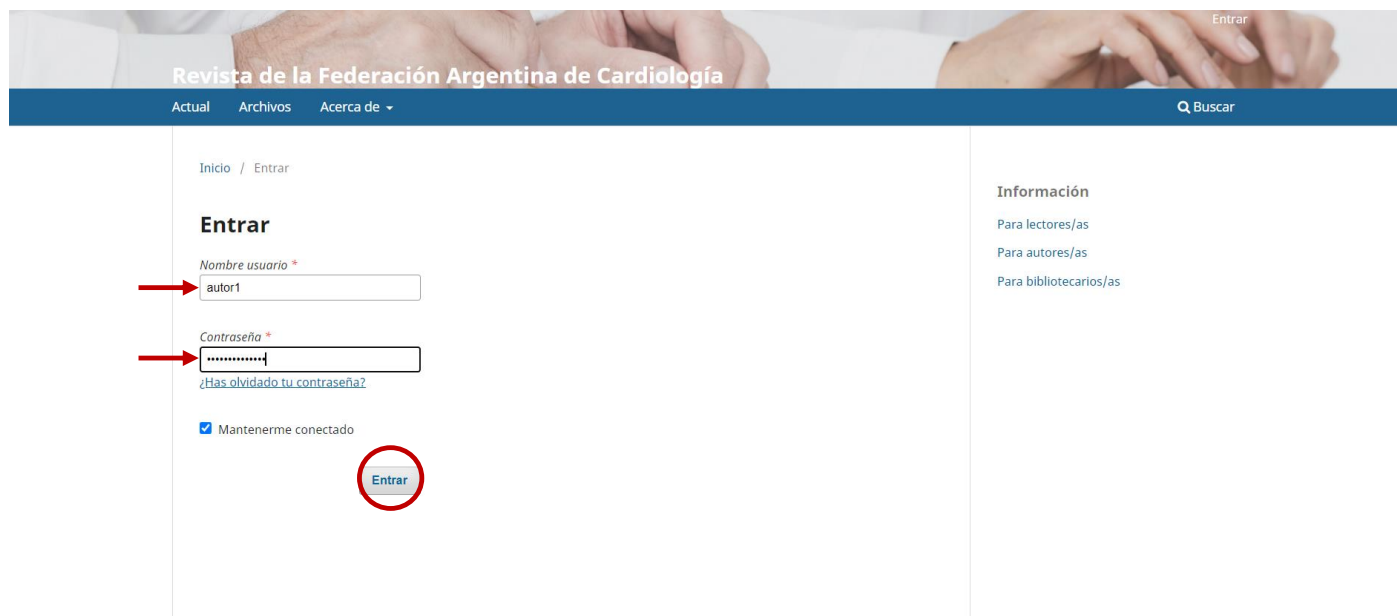 Entrar
Revista de la Federación Argentina de Cardiología
Actual Archivos Acerca de
Buscar
Inicio / Entrar
Entrar
Nombre usuario *
autor1
Contraseña *
••••••••••••••
¿Has olvidado tu contraseña?
Mantenerme conectado
Entrar
Información
Para lectores/as
Para autores/as
Para bibliotecarios/as